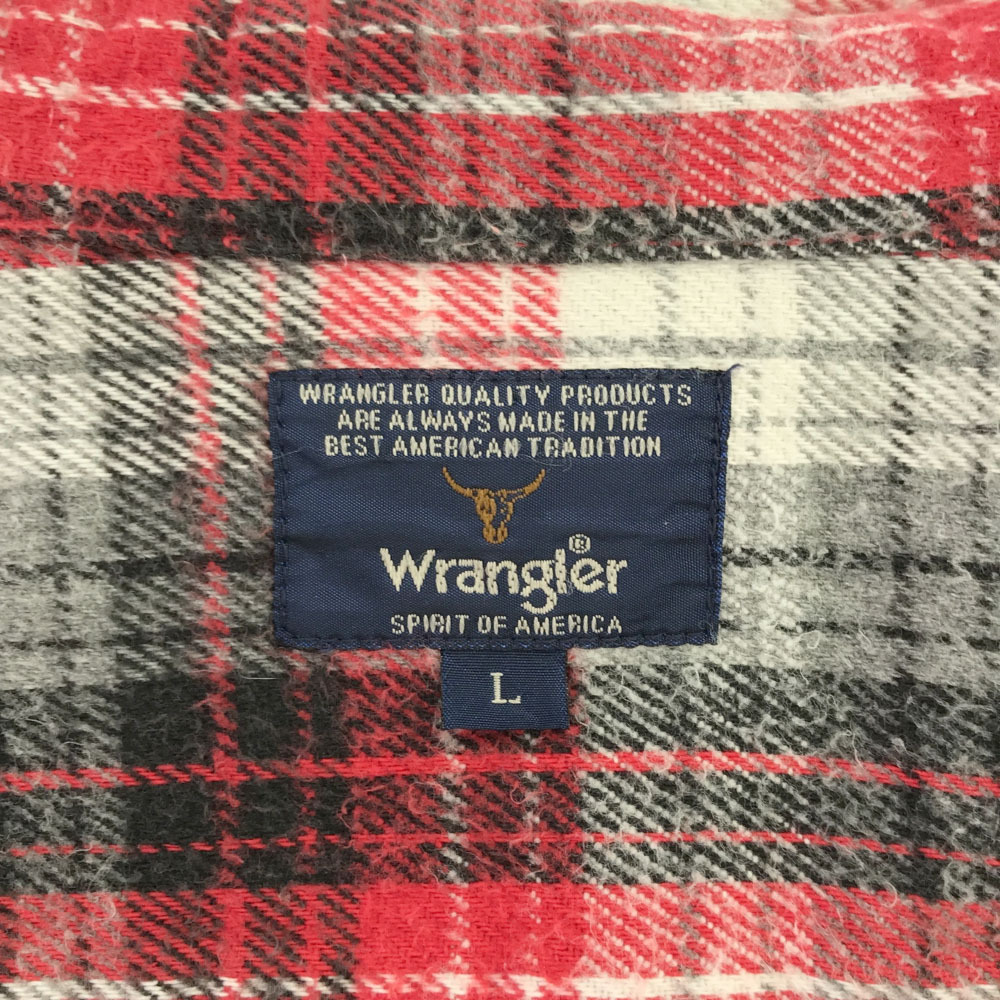 WRANGLER QUALITY PRODUCTS
ARE ALWAYS MADE IN THE
BEST AMERICAN TRADITION
Wrangler®
SPIRIT OF AMERICA
L